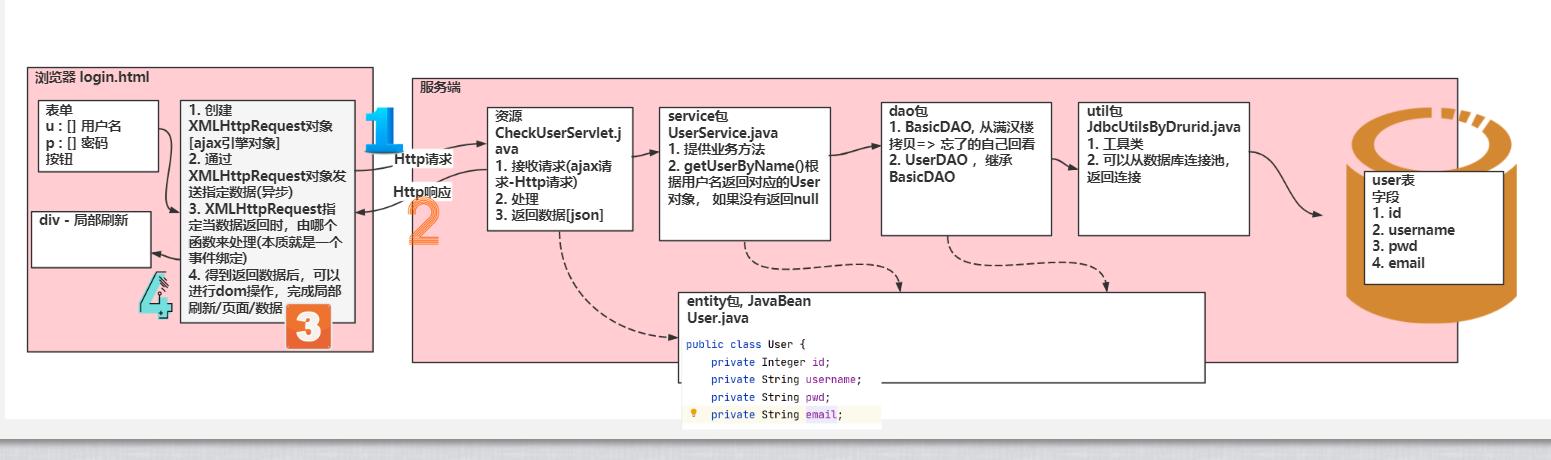 浏览器 login.html
表单
u : [] 用户名
p : [] 密码
按钮
div - 局部刷新
1. 创建
XMLHttpRequest对象
[ajax引擎对象]
2. 通过
XMLHttpRequest对象发
送指定数据(异步)
3. XMLHttpRequest指
定当数据返回时，由哪个
函数来处理(本质就是一个
事件绑定)
4. 得到返回数据后，可以
进行dom操作，完成局部
刷新/页面/数据
1
Http请求
Http响应
2
3
4
服务端
资源
CheckUserServlet.j
ava
1. 接收请求(ajax请
求-Http请求)
2. 处理
3. 返回数据[json]
service包
UserService.java
1. 提供业务方法
2. getUserByName()根
据用户名返回对应的User
对象， 如果没有返回null
dao包
1. BasicDAO, 从满汉楼
拷贝=> 忘了的自己回看
2. UserDAO ，继承
BasicDAO
util包
JdbcUtilsByDrurid.java
1. 工具类
2. 可以从数据库连接池，
返回连接
user表
字段
1. id
2. username
3. pwd
4. email
entity包, JavaBean
User.java
public class User {
private Integer id;
private String username;
private String pwd;
private String email;